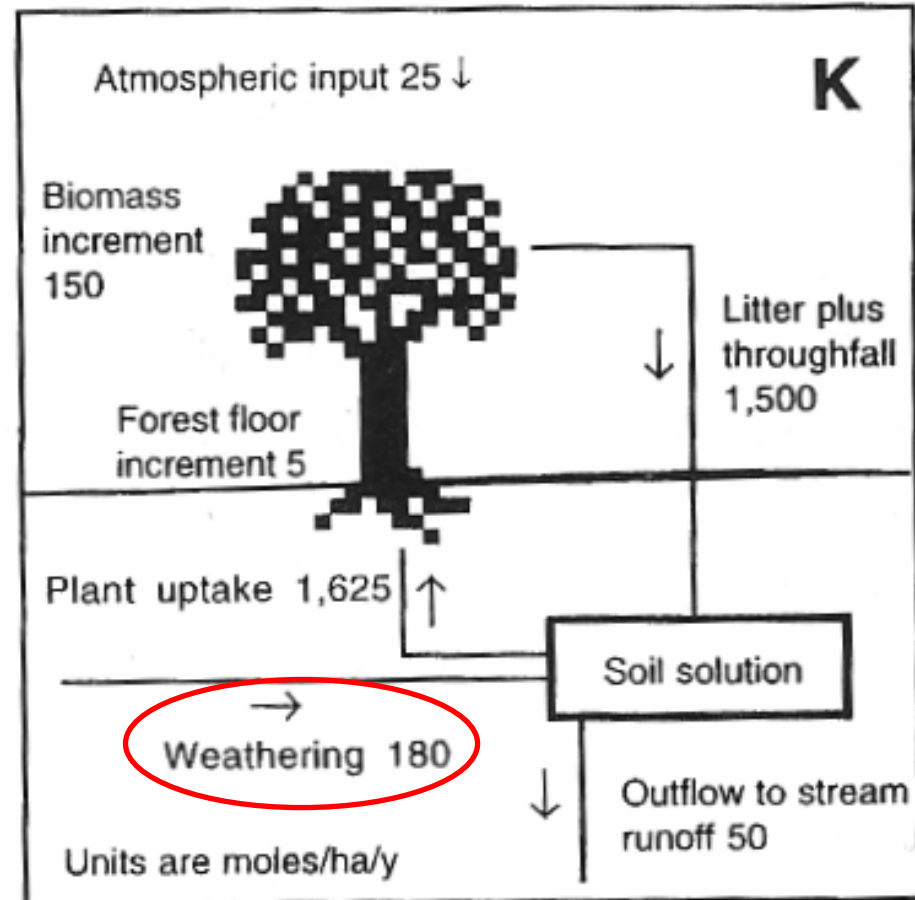 Atmospheric input 25 ↓
K
Biomass
increment
150
Litter plus
throughfall
1,500
Forest floor
increment 5
Plant uptake 1,625
Soil solution
Weathering 180
Outflow to stream
runoff 50
Units are moles/ha/y